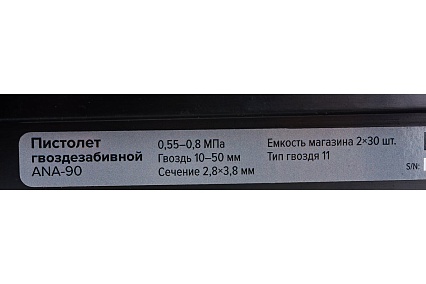 Пистолет
гвоздезабивной
ANA-90
0,55–0,8 МПа
Гвоздь 10–50 мм
Сечение 2,8×3,8 мм
Емкость магазина 2×30 шт.
Тип гвоздя 11
S/N: